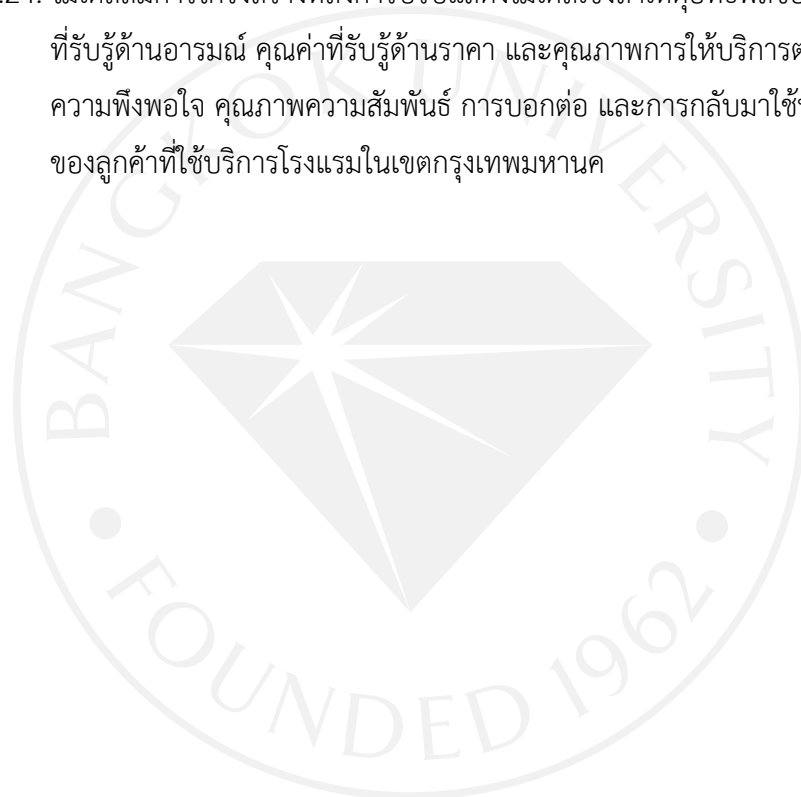 ที่รับรู้ด้านอารมณ์ คุณค่าที่รับรู้ด้านราคา และคุณภาพการให้บริการ
ความพึงพอใจ คุณภาพความสัมพันธ์ การบอกต่อ และการกลับมาใช้
ของลูกค้าที่ใช้บริการโรงแรมในเขตกรุงเทพมหานค
BANGKOK UNIVERSITY
FOUNDED 1962